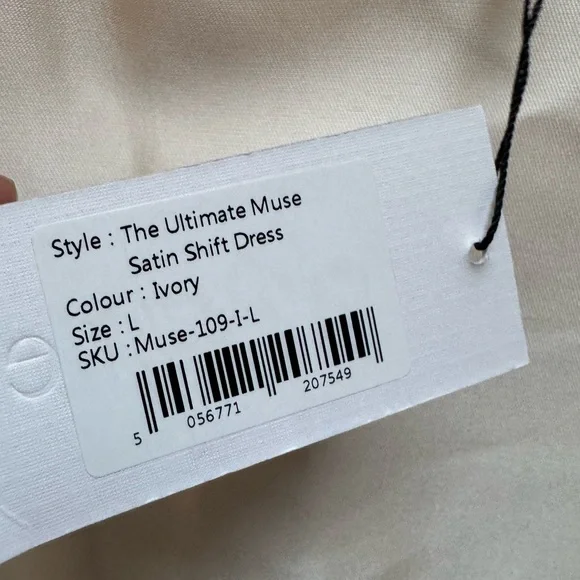 Style : The Ultimate Muse
Satin Shift Dress
Colour : Ivory
Size : L
SKU : Muse-109-I-L
5 056771 207549